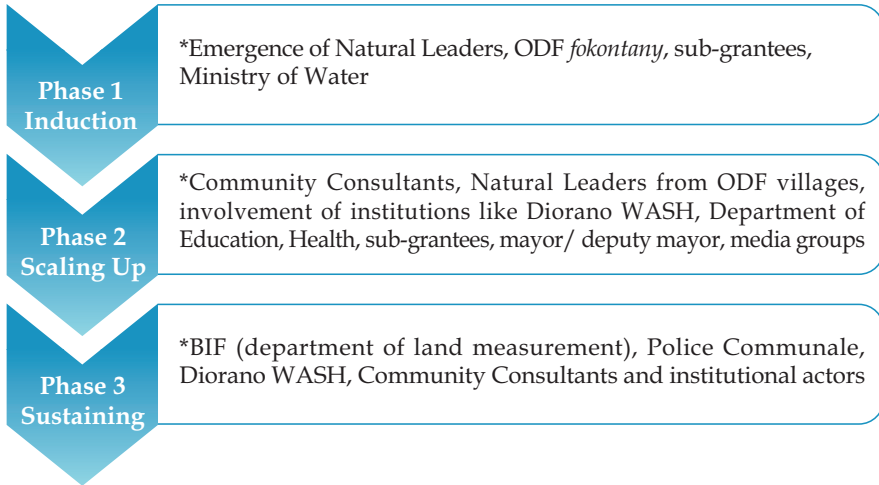 Phase 1
Induction
*Emergence of Natural Leaders, ODF fokontany, sub-grantees,
Ministry of Water
Phase 2
Scaling Up
*Community Consultants, Natural Leaders from ODF villages,
involvement of institutions like Diorano WASH, Department of
Education, Health, sub-grantees, mayor/ deputy mayor, media groups
Phase 3
Sustaining
*BIF (department of land measurement), Police Communale,
Diorano WASH, Community Consultants and institutional actors